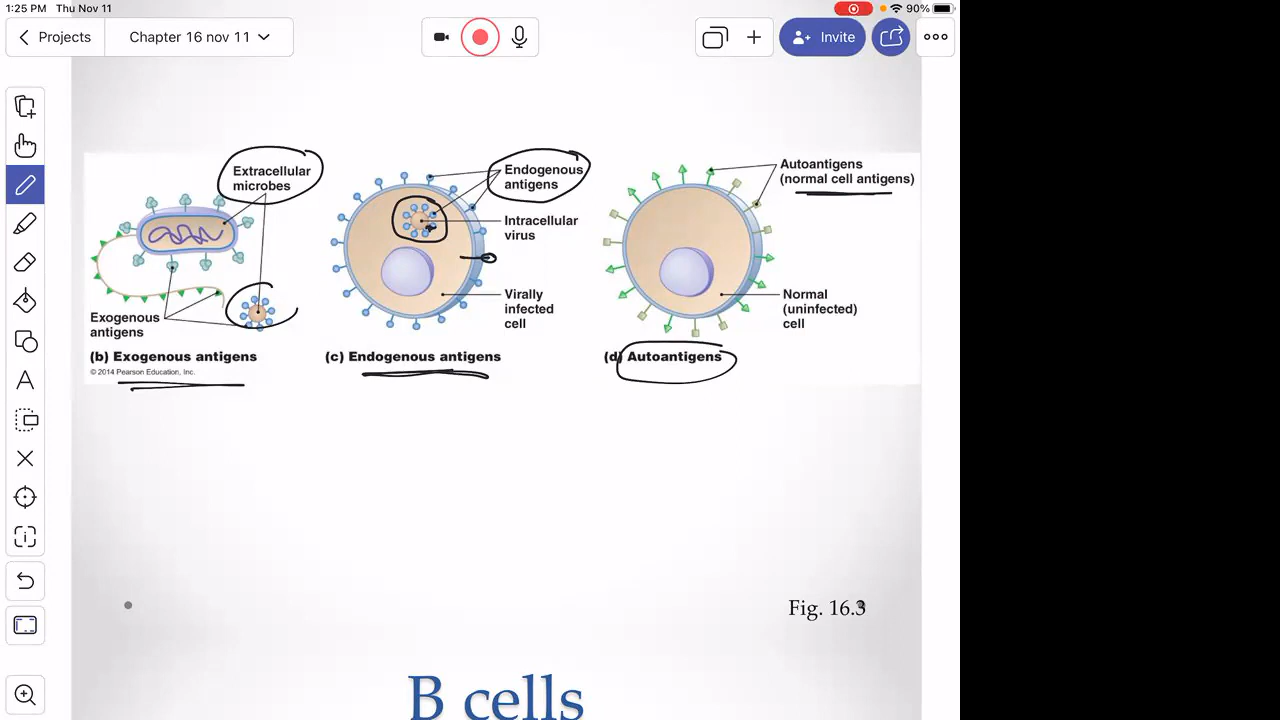 1:25 PM Thu Nov 11
90%
Projects
Chapter 16 nov 11
Invite
Extracellular
microbes
Exogenous
antigens
(b) Exogenous antigens
© 2014 Pearson Education, Inc.
Endogenous
antigens
Intracellular
virus
Virally
infected
cell
(c) Endogenous antigens
Autoantigens
(normal cell antigens)
Normal
(uninfected)
cell
(d) Autoantigens
Fig. 16.3
B cells